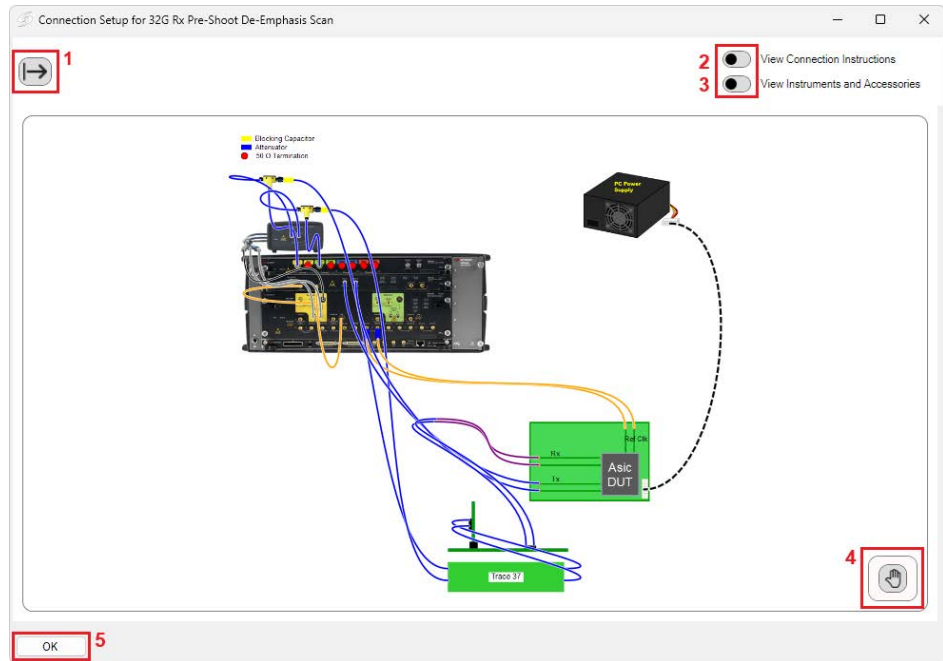 Connection Setup for 32G Rx Pre-Shoot De-Emphasis Scan
1
2
View Connection Instructions
3
View Instruments and Accessories
Blocking Capacitor
Attenuator
50 Ω Termination
PC Power
Supply
Ref Clk
Rx
Asic
DUT
Tx
Trace 37
4
5
OK